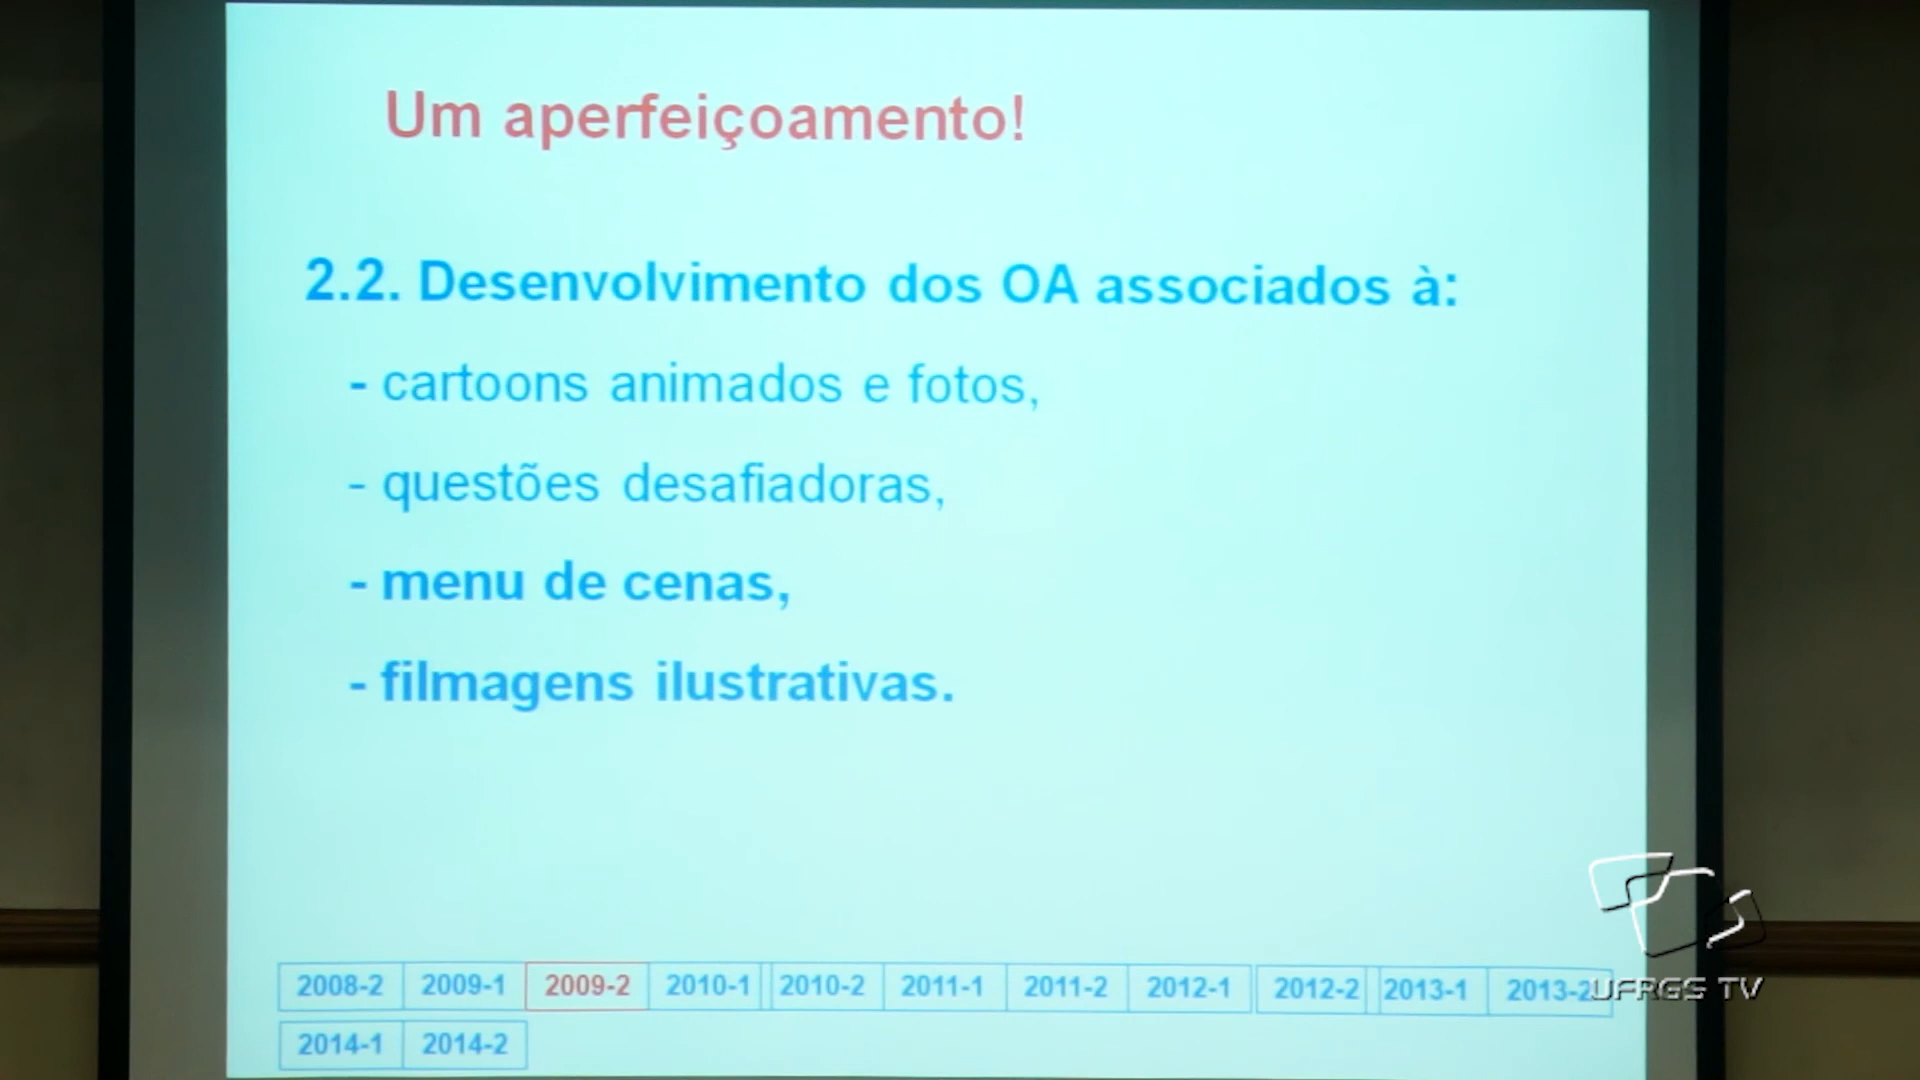 Um aperfeiçoamento!
2.2. Desenvolvimento dos OA associados à:
- cartoons animados e fotos,
- questões desafiadoras,
- menu de cenas,
- filmagens ilustrativas.
2008-2 2009-1 2009-2 2010-1 2010-2 2011-1 2011-2 2012-1 2012-2 2013-1 2013-2
2014-1 2014-2
UFRGS TV